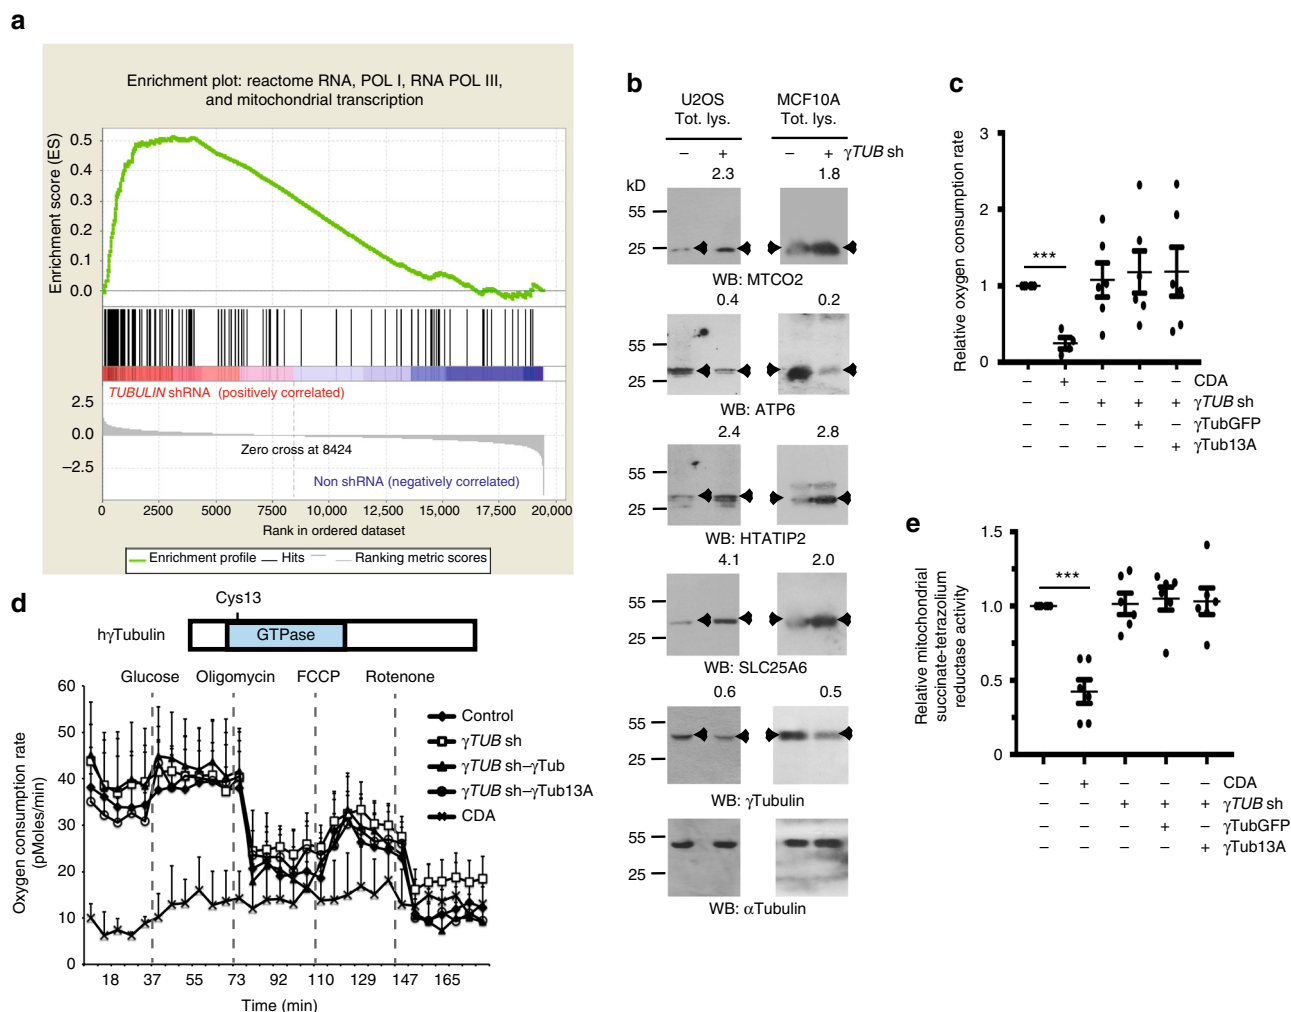 a
Enrichment plot: reactome RNA, POL I, RNA POL III,
and mitochondrial transcription
Enrichment score (ES)
0.5
0.4
0.3
0.2
0.1
0.0
TUBULIN shRNA (positively correlated)
2.5
0.0
−2.5
Zero cross at 8424
Non shRNA (negatively correlated)
0 2500 5000 7500 10,000 12,500 15,000 17,500 20,000
Rank in ordered dataset
Enrichment profile Hits Ranking metric scores
b
U2OS MCF10A
Tot. lys. Tot. lys.
− + − + γTUB sh
kD
2.3 1.8
55
25
WB: MTCO2
0.4 0.2
55
25
WB: ATP6
2.4 2.8
55
25
WB: HTATIP2
4.1 2.0
55
25
WB: SLC25A6
0.6 0.5
55
25
WB: γTubulin
55
25
WB: αTubulin
c
Relative oxygen consumption rate
3
2
1
0
***
− + − − − CDA
− − + + + γTUB sh
− − − + − γTubGFP
− − − − + γTub13A
d
Cys13
hγTubulin
GTPase
Glucose Oligomycin FCCP Rotenone
Oxygen consumption rate
(pMoles/min)
60
50
40
30
20
10
0
Control
γTUB sh
γTUB sh–γTub
γTUB sh–γTub13A
CDA
18 37 55 73 92 110 129 147 165
Time (min)
e
Relative mitochondrial
succinate-tetrazolium
reductase activity
1.5
1.0
0.5
0
***
− + − − − CDA
− − + + + γTUB sh
− − − + − γTubGFP
− − − − + γTub13A